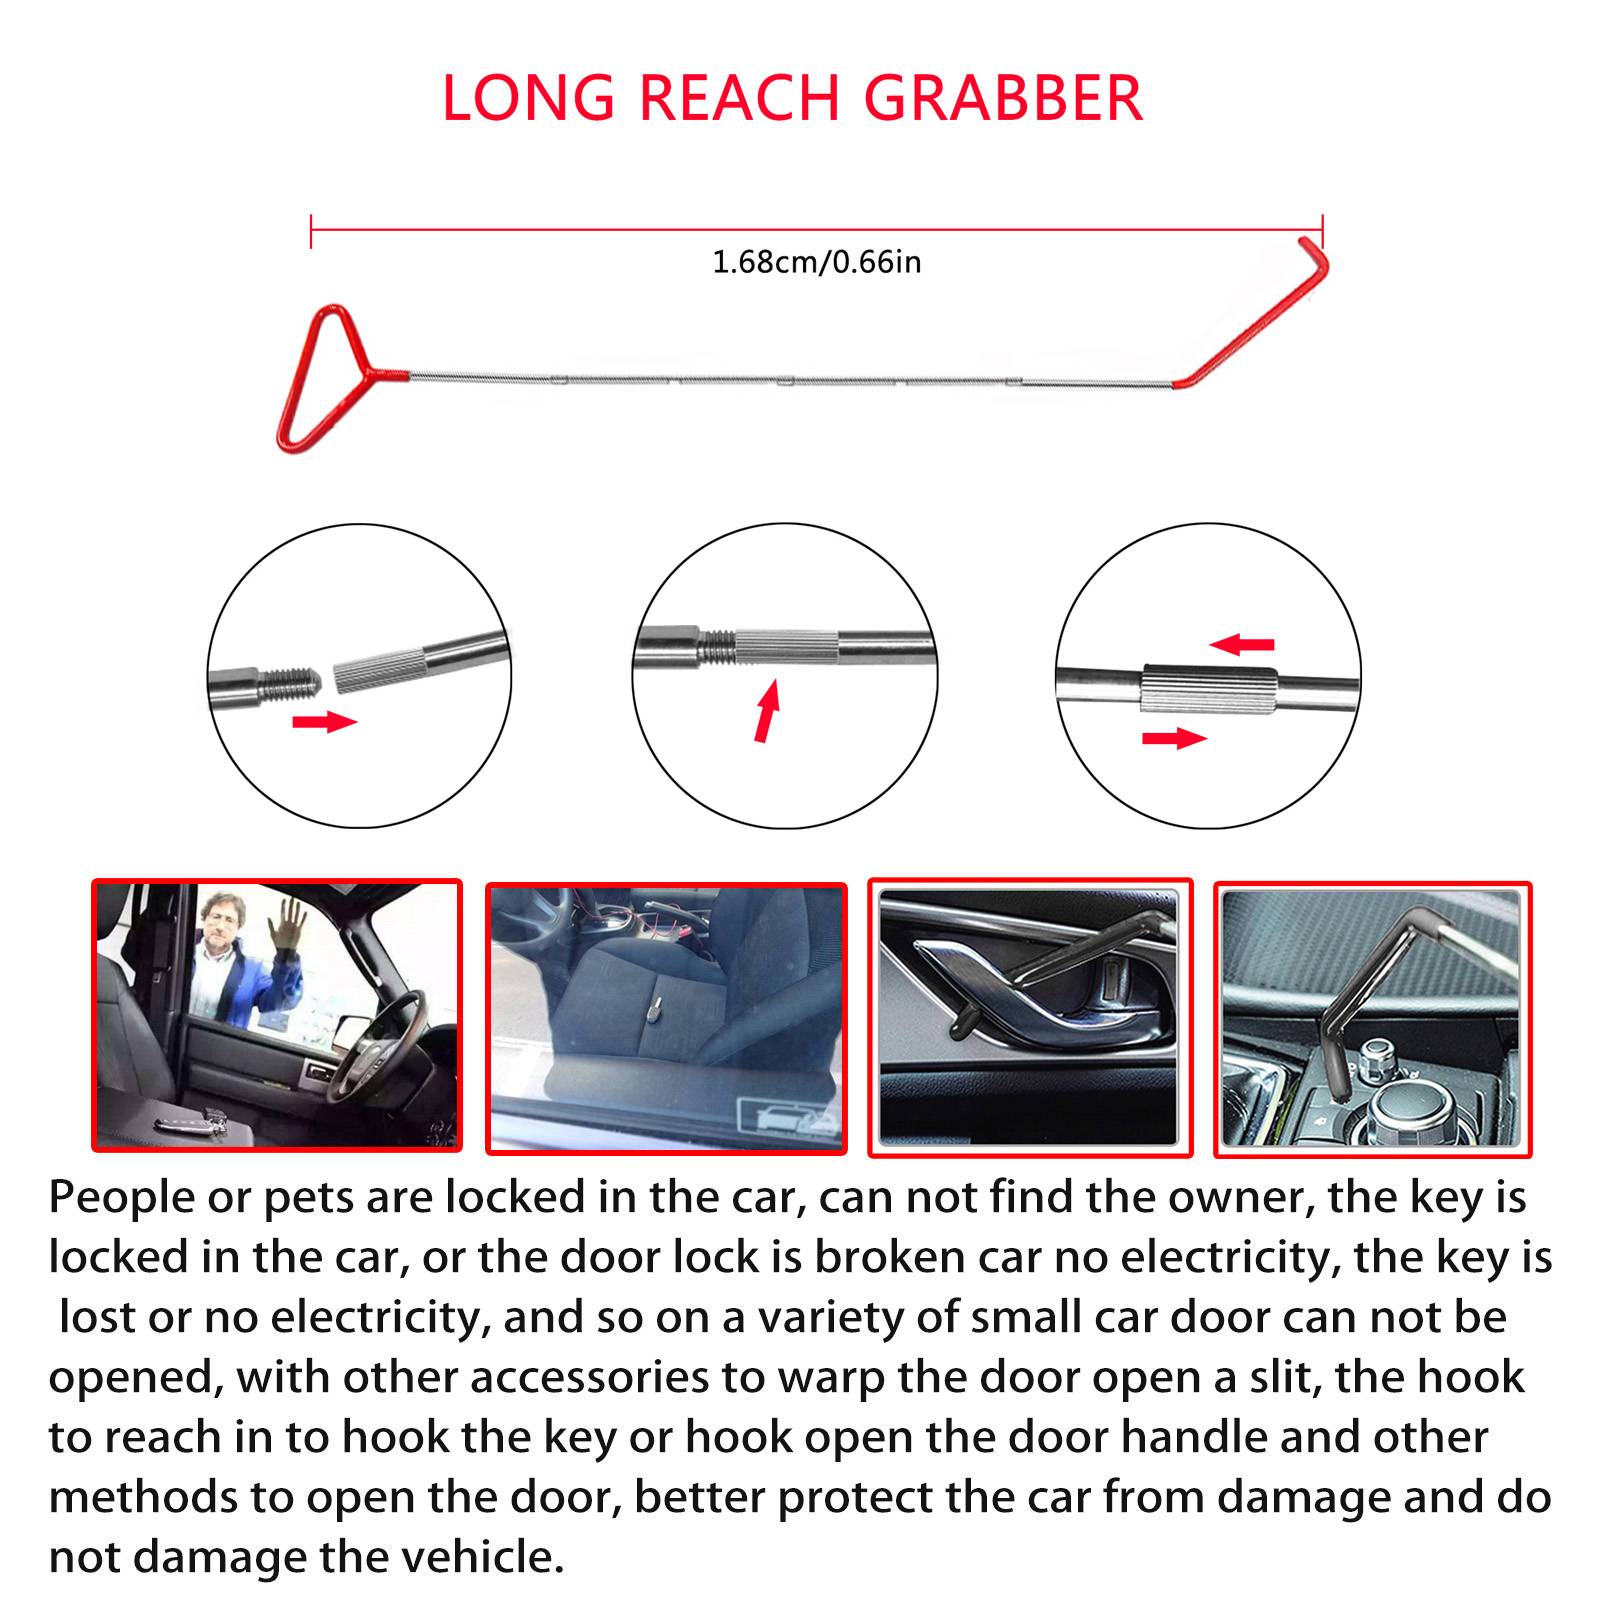 LONG REACH GRABBER
1.68cm/0.66in
People or pets are locked in the car, can not find the owner, the key is
locked in the car, or the door lock is broken car no electricity, the key is
lost or no electricity, and so on a variety of small car door can not be
opened, with other accessories to warp the door open a slit, the hook
to reach in to hook the key or hook open the door handle and other
methods to open the door, better protect the car from damage and do
not damage the vehicle.